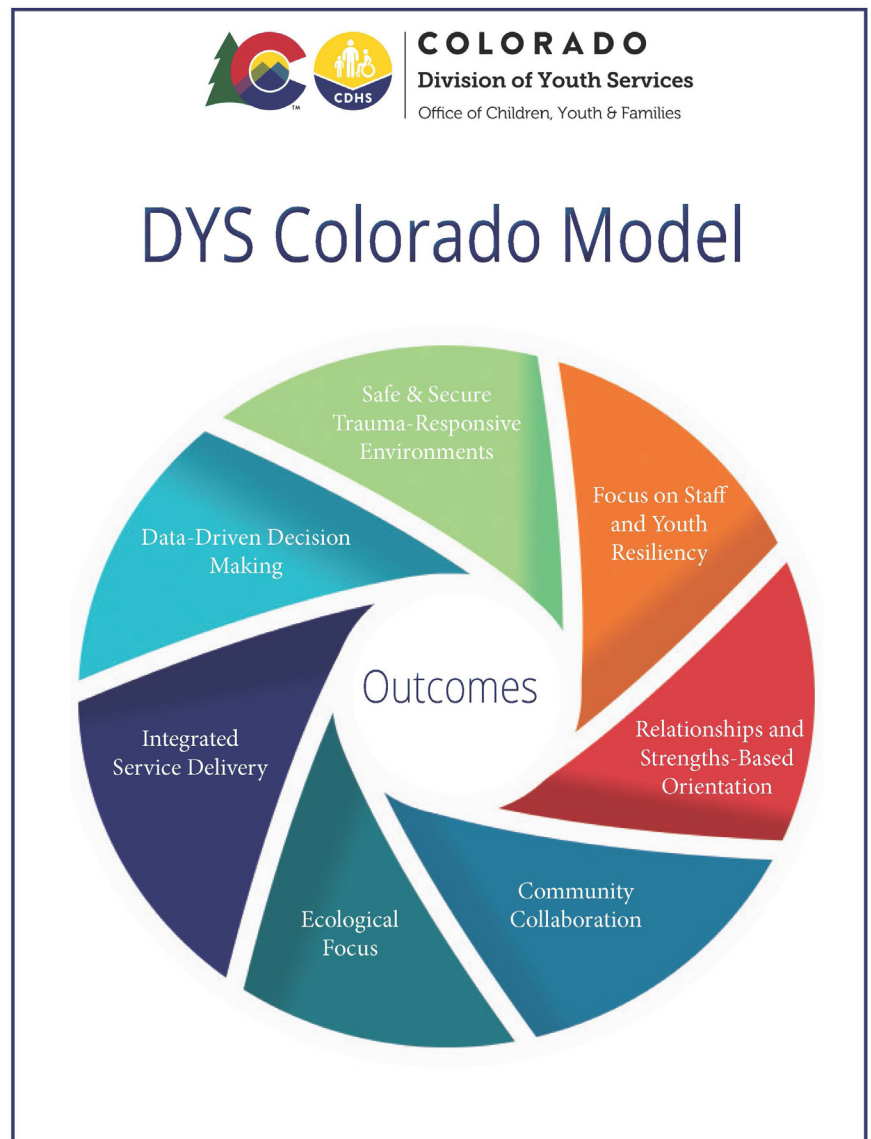 COLORADO
Division of Youth Services
Office of Children, Youth & Families
CDHS
TM
DYS Colorado Model
Safe & Secure
Trauma-Responsive
Environments
Focus on Staff
and Youth
Resiliency
Relationships and
Strengths-Based
Orientation
Community
Collaboration
Ecological
Focus
Integrated
Service Delivery
Data-Driven Decision
Making
Outcomes